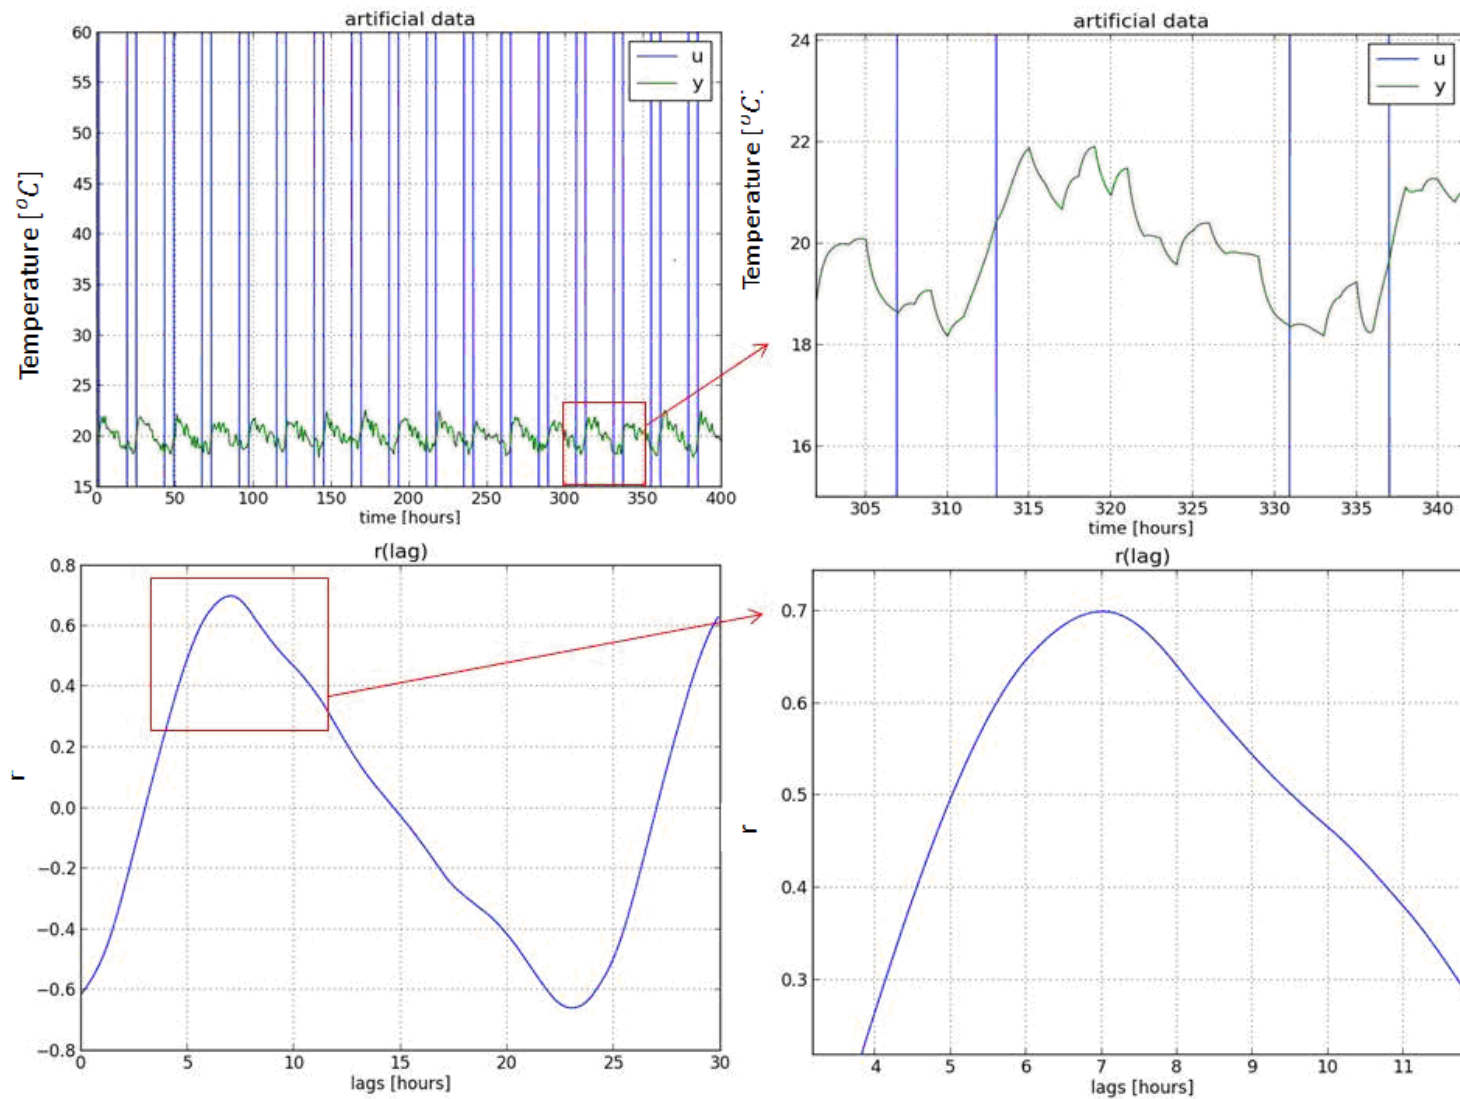 artificial data
60
55
50
45
40
35
30
25
20
15
0 50 100 150 200 250 300 350 400
time [hours]
Temperature [°C]
u
y
artificial data
24
22
20
18
16
305 310 315 320 325 330 335 340
time [hours]
Temperature [°C]
u
y
r(lag)
0.8
0.6
0.4
0.2
0.0
−0.2
−0.4
−0.6
−0.8
0 5 10 15 20 25 30
lags [hours]
r
r(lag)
0.7
0.6
0.5
0.4
0.3
4 5 6 7 8 9 10 11
lags [hours]
r